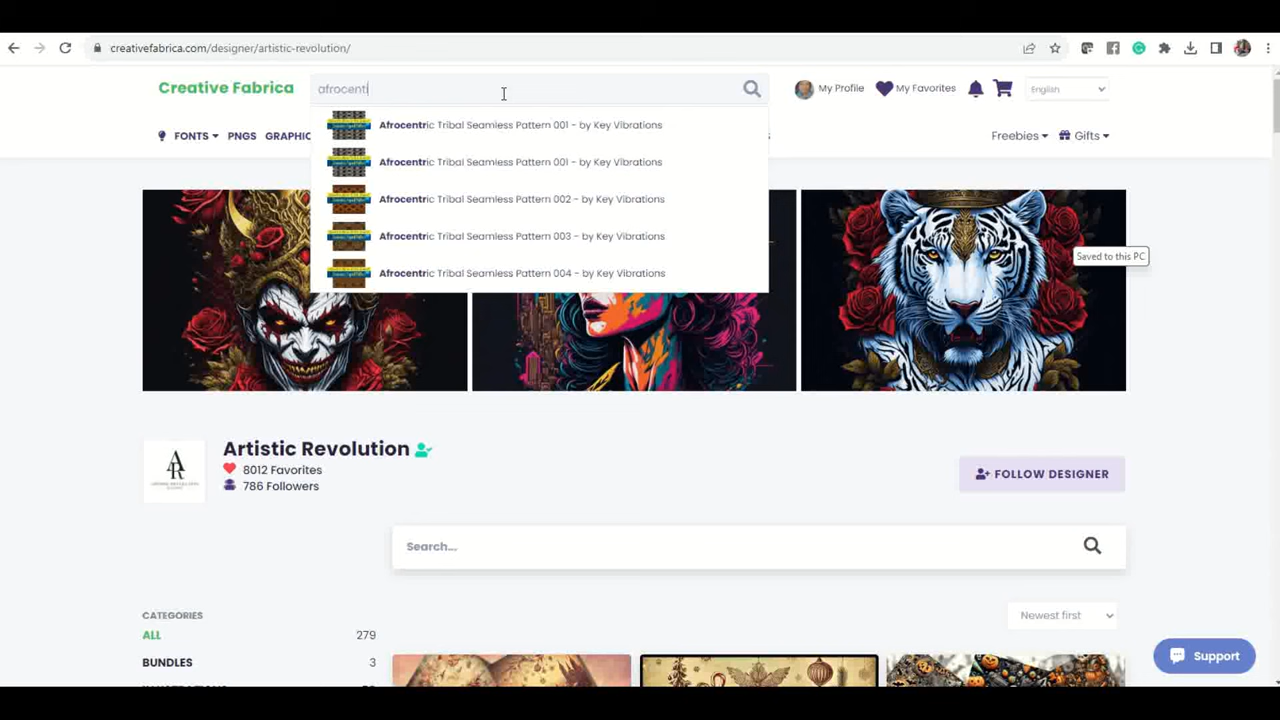 creativefabrica.com/designer/artistic-revolution/
Creative Fabrica
afrocenti
My Profile
My Favorites
English
FONTS
PNGS
GRAPHIC
Freebies
Gifts
Afrocentric Tribal Seamless Pattern 001 - by Key Vibrations
Afrocentric Tribal Seamless Pattern 001 - by Key Vibrations
Afrocentric Tribal Seamless Pattern 002 - by Key Vibrations
Afrocentric Tribal Seamless Pattern 003 - by Key Vibrations
Afrocentric Tribal Seamless Pattern 004 - by Key Vibrations
Saved to this PC
AR
Artistic Revolution
8012 Favorites
786 Followers
FOLLOW DESIGNER
Search...
CATEGORIES
Newest first
ALL 279
BUNDLES 3
Support